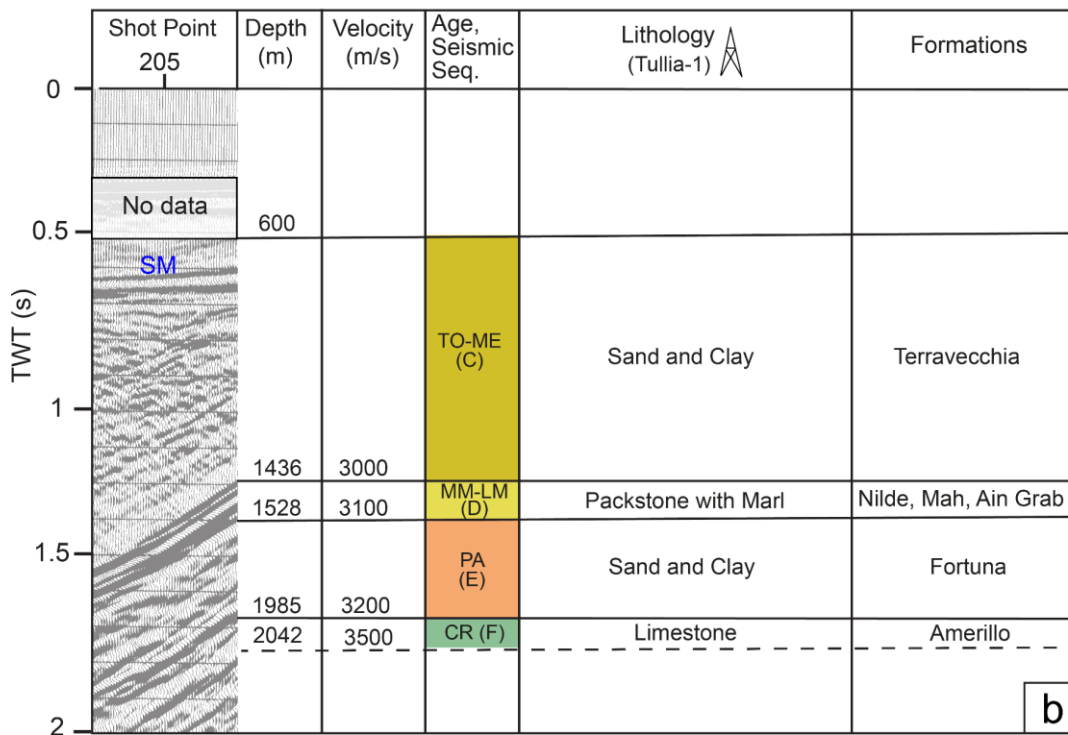 Shot Point
205
Depth
(m)
Velocity
(m/s)
Age,
Seismic
Seq.
Lithology
(Tullia-1)
Formations
TWT (s)
0
No data
600
0.5
SM
TO-ME
(C)
Sand and Clay
Terravecchia
1
1436
3000
1528
3100
MM-LM
(D)
Packstone with Marl
Nilde, Mah, Ain Grab
1.5
PA
(E)
Sand and Clay
Fortuna
1985
3200
2042
3500
CR (F)
Limestone
Amerillo
2
b